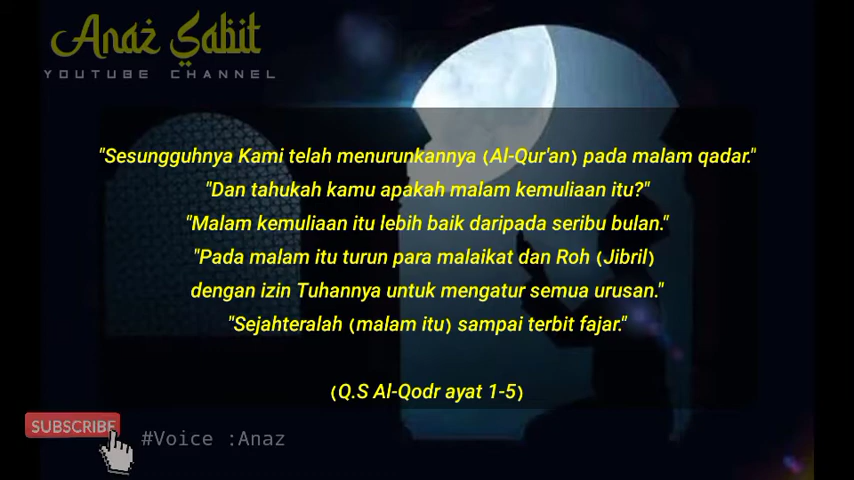 Anaz Sabit
YOUTUBE CHANNEL
"Sesungguhnya Kami telah menurunkannya (Al-Qur'an) pada malam qadar."
"Dan tahukah kamu apakah malam kemuliaan itu?"
"Malam kemuliaan itu lebih baik daripada seribu bulan."
"Pada malam itu turun para malaikat dan Roh (Jibril)
dengan izin Tuhannya untuk mengatur semua urusan."
"Sejahteralah (malam itu) sampai terbit fajar."
(Q.S Al-Qodr ayat 1-5)
SUBSCRIBE
#Voice :Anaz